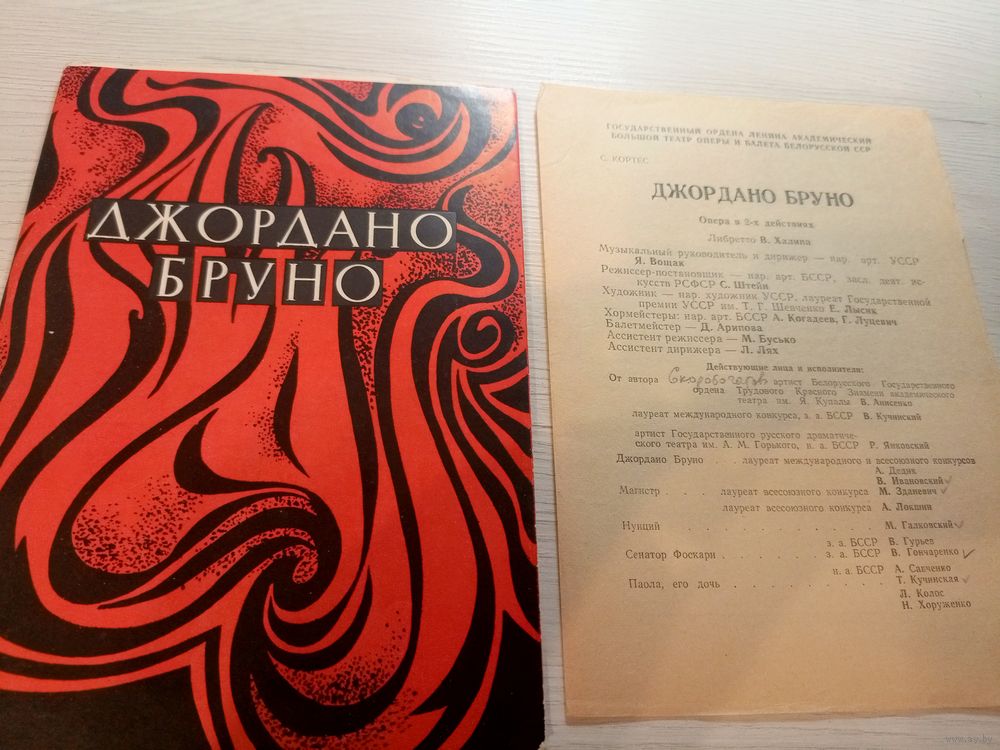 ДЖОРДАНО
БРУНО
ГОСУДАРСТВЕННЫЙ ОРДЕНА ЛЕНИНА АКАДЕМИЧЕСКИЙ
БОЛЬШОЙ ТЕАТР ОПЕРЫ И БАЛЕТА БЕЛОРУССКОЙ ССР
С. КОРТЕС
ДЖОРДАНО БРУНО
Опера в 2-х действиях
Либретто В. Халипа
Музыкальный руководитель и дирижер — нар. арт. УССР
Я. Вощак
Режиссер-постановщик — нар. арт. БССР, засл. деят. ис-
кусств РСФСР С. Штейн
Художник — нар. художник УССР, лауреат Государственной
премии УССР им. Т. Г. Шевченко Е. Лысик
Хормейстеры: нар. арт. БССР А. Когадеев, Г. Луцевич
Балетмейстер — Д. Арипова
Ассистент режиссера — М. Бусько
Ассистент дирижера — Л. Лях
Действующие лица и исполнители:
От автора Скоробогатов артист Белорусского Государственного
ордена Трудового Красного Знамени академического
театра им. Я. Купалы В. Анисенко
лауреат международного конкурса, з. а. БССР В. Кучинский
артист Государственного русского драматиче-
ского театра им. А. М. Горького, н. а. БССР Р. Янковский
Джордано Бруно . . лауреат международного и всесоюзного конкурсов
А. Дедик
В. Ивановский ✓
Магистр . . . . лауреат всесоюзного конкурса М. Зданевич ✓
лауреат всесоюзного конкурса А. Локшин
Нунций . . . . . . . . . . . М. Галковский ✓
з. а. БССР В. Гурьев
Сенатор Фоскари . . . . . . . з. а. БССР В. Гончаренко ✓
н. а. БССР А. Савченко
Паола, его дочь . . . . . . . . . Т. Кучинская ✓
Л. Колос
Н. Хоруженко
www.ay.by